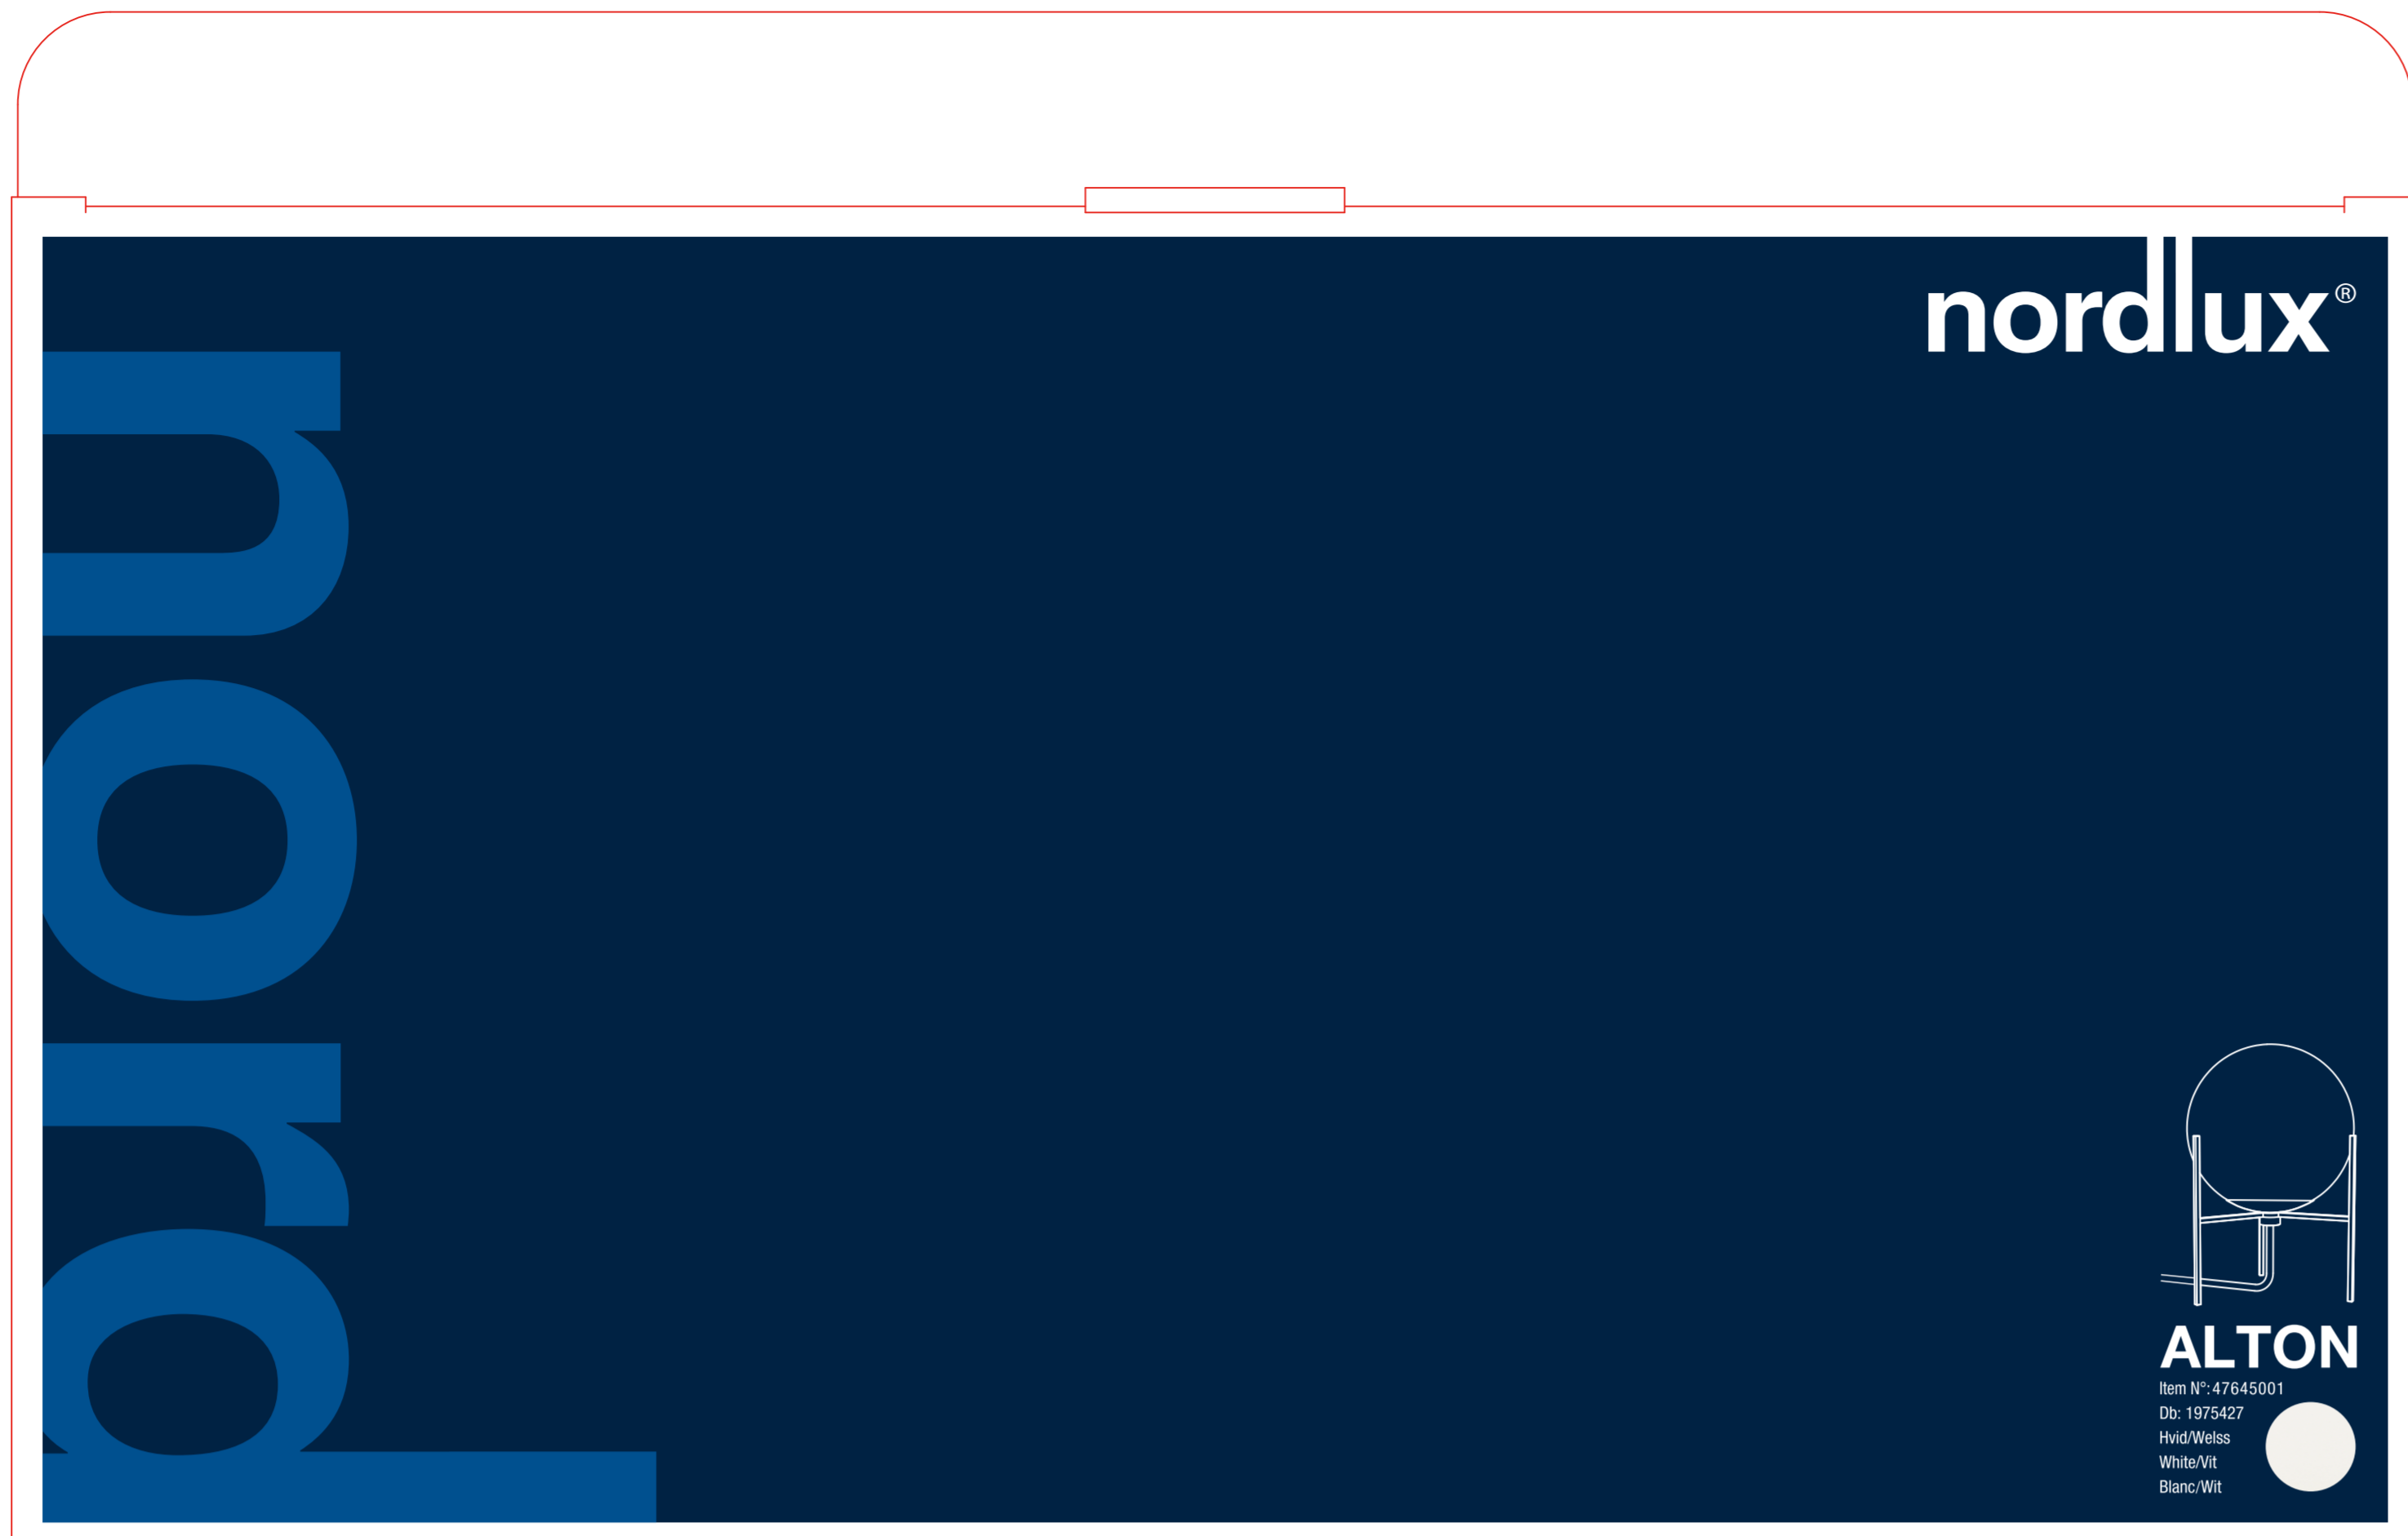 nordlux®
nord
ALTON
Item N°: 47645001
Db: 1975427
Hvid/Welss
White/Vit
Blanc/Wit